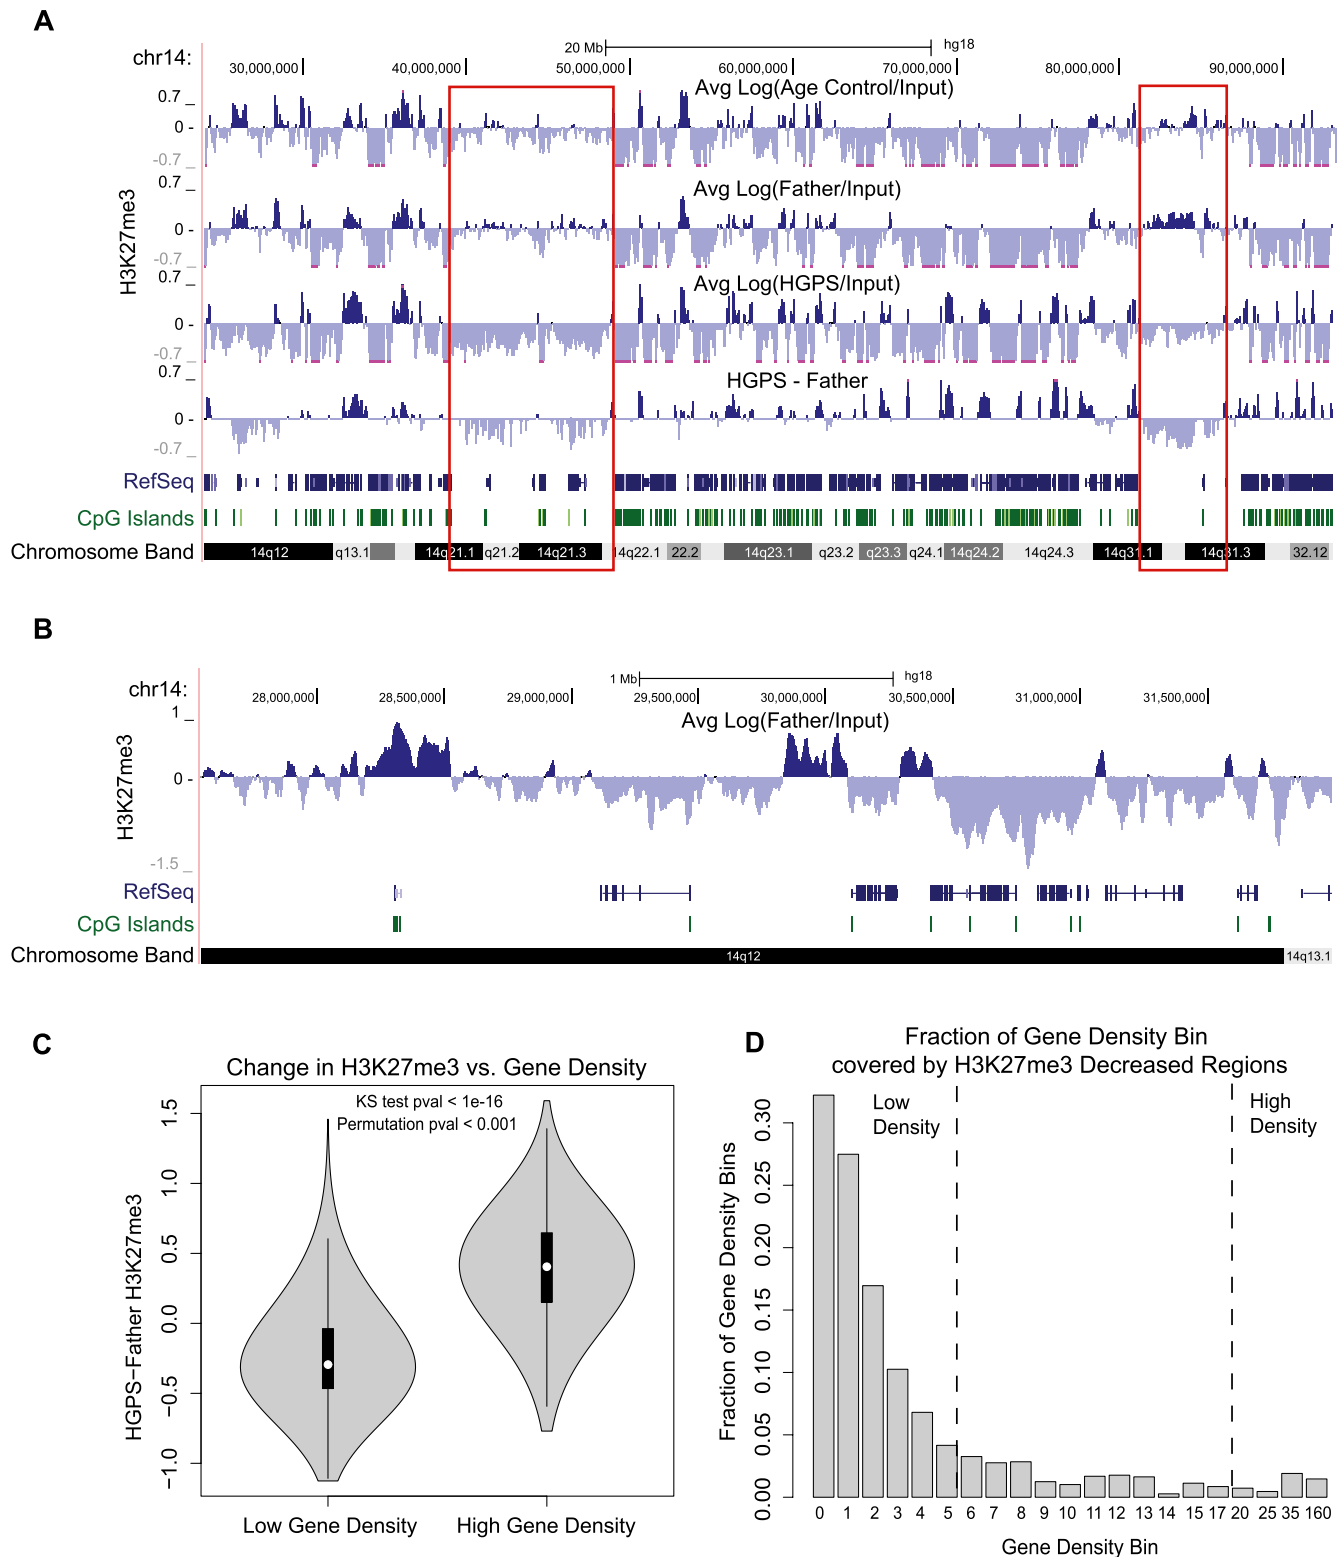 A
20 Mb
hg18
chr14:
30,000,000
40,000,000
50,000,000
60,000,000
70,000,000
80,000,000
90,000,000
Avg Log(Age Control/Input)
0.7 _
0 -
-0.7 _
Avg Log(Father/Input)
0.7 _
0 -
-0.7 _
H3K27me3
Avg Log(HGPS/Input)
0.7 _
0 -
-0.7 _
HGPS - Father
0.7 _
0 -
-0.7 _
RefSeq
CpG Islands
Chromosome Band
14q12
q13.1
14q21.1
q21.2
14q21.3
14q22.1
22.2
14q23.1
q23.2
q23.3
q24.1
14q24.2
14q24.3
14q31.1
14q31.3
32.12
B
1 Mb
hg18
chr14:
28,000,000
28,500,000
29,000,000
29,500,000
30,000,000
30,500,000
31,000,000
31,500,000
Avg Log(Father/Input)
1 _
0 -
-1.5 _
H3K27me3
RefSeq
CpG Islands
Chromosome Band
14q12
14q13.1
C
Change in H3K27me3 vs. Gene Density
KS test pval < 1e-16
Permutation pval < 0.001
HGPS−Father H3K27me3
1.5
1.0
0.5
0.0
−0.5
−1.0
Low Gene Density
High Gene Density
D
Fraction of Gene Density Bin
covered by H3K27me3 Decreased Regions
Low
Density
High
Density
Fraction of Gene Density Bins
0.30
0.25
0.20
0.15
0.10
0.05
0.00
0 1 2 3 4 5 6 7 8 9 10 11 12 13 14 15 17 20 25 35 160
Gene Density Bin